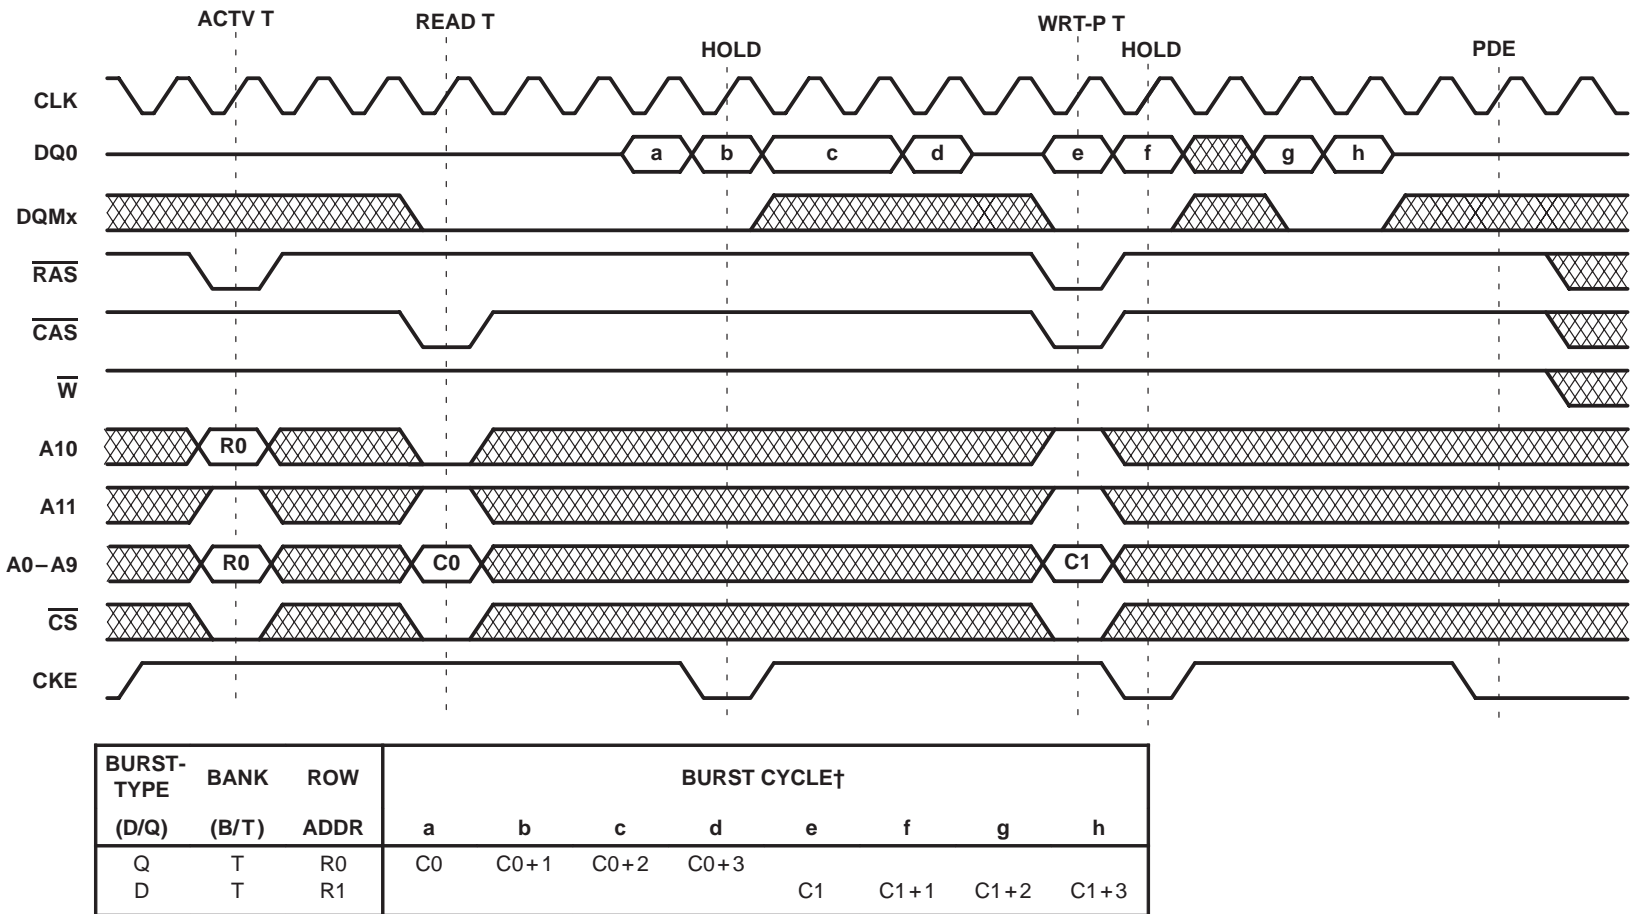 ACTV T
READ T
WRT-P T
HOLD
HOLD
PDE
CLK
DQ0
a b c d e f g h
DQMx
RAS
CAS
W
A10
R0
A11
A0–A9
R0 C0 C1
CS
CKE
BURST-TYPE BANK ROW BURST CYCLE†
(D/Q) (B/T) ADDR a b c d e f g h
Q T R0 C0 C0+1 C0+2 C0+3
D T R1 C1 C1+1 C1+2 C1+3